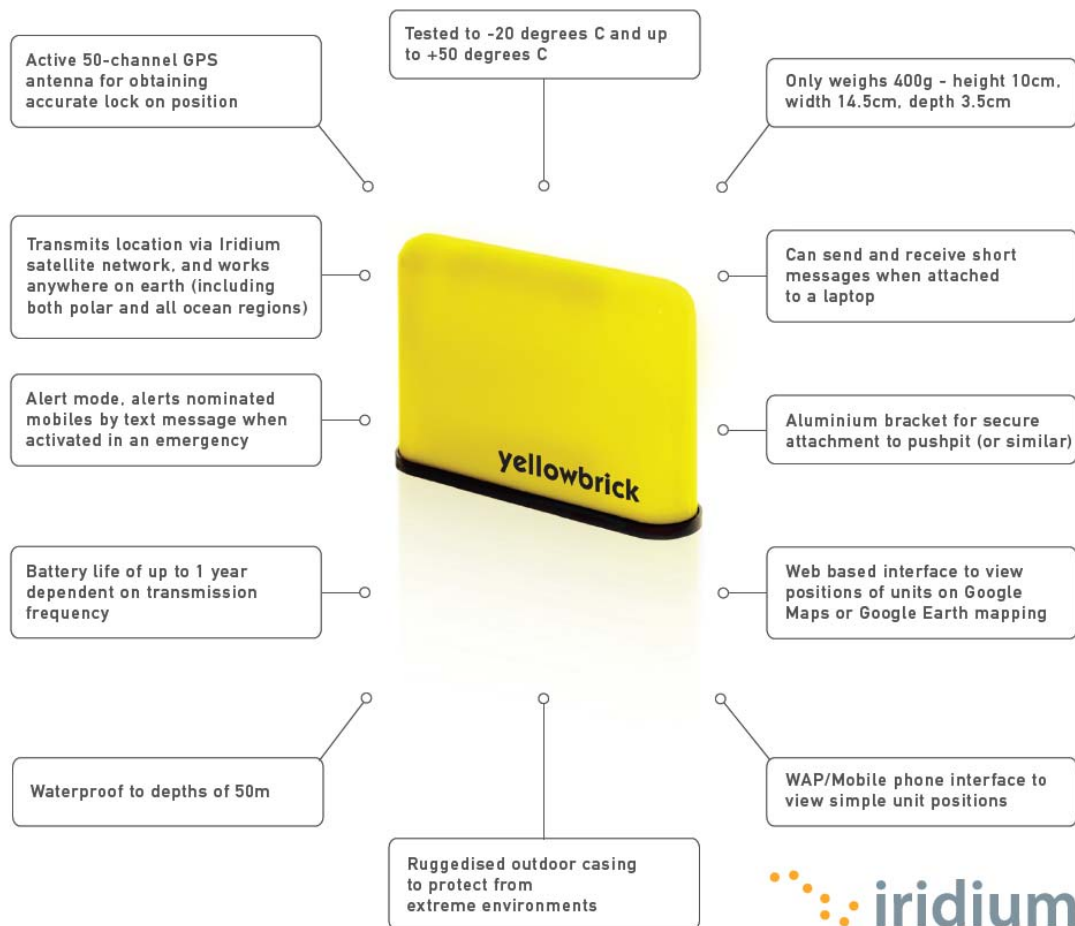 Tested to -20 degrees C and up
to +50 degrees C
Active 50-channel GPS
antenna for obtaining
accurate lock on position
Only weighs 400g - height 10cm,
width 14.5cm, depth 3.5cm
Transmits location via Iridium
satellite network, and works
anywhere on earth (including
both polar and all ocean regions)
Can send and receive short
messages when attached
to a laptop
Alert mode, alerts nominated
mobiles by text message when
activated in an emergency
Aluminium bracket for secure
attachment to pushpit (or similar)
yellowbrick
Battery life of up to 1 year
dependent on transmission
frequency
Web based interface to view
positions of units on Google
Maps or Google Earth mapping
Waterproof to depths of 50m
WAP/Mobile phone interface to
view simple unit positions
Ruggedised outdoor casing
to protect from
extreme environments
iridium